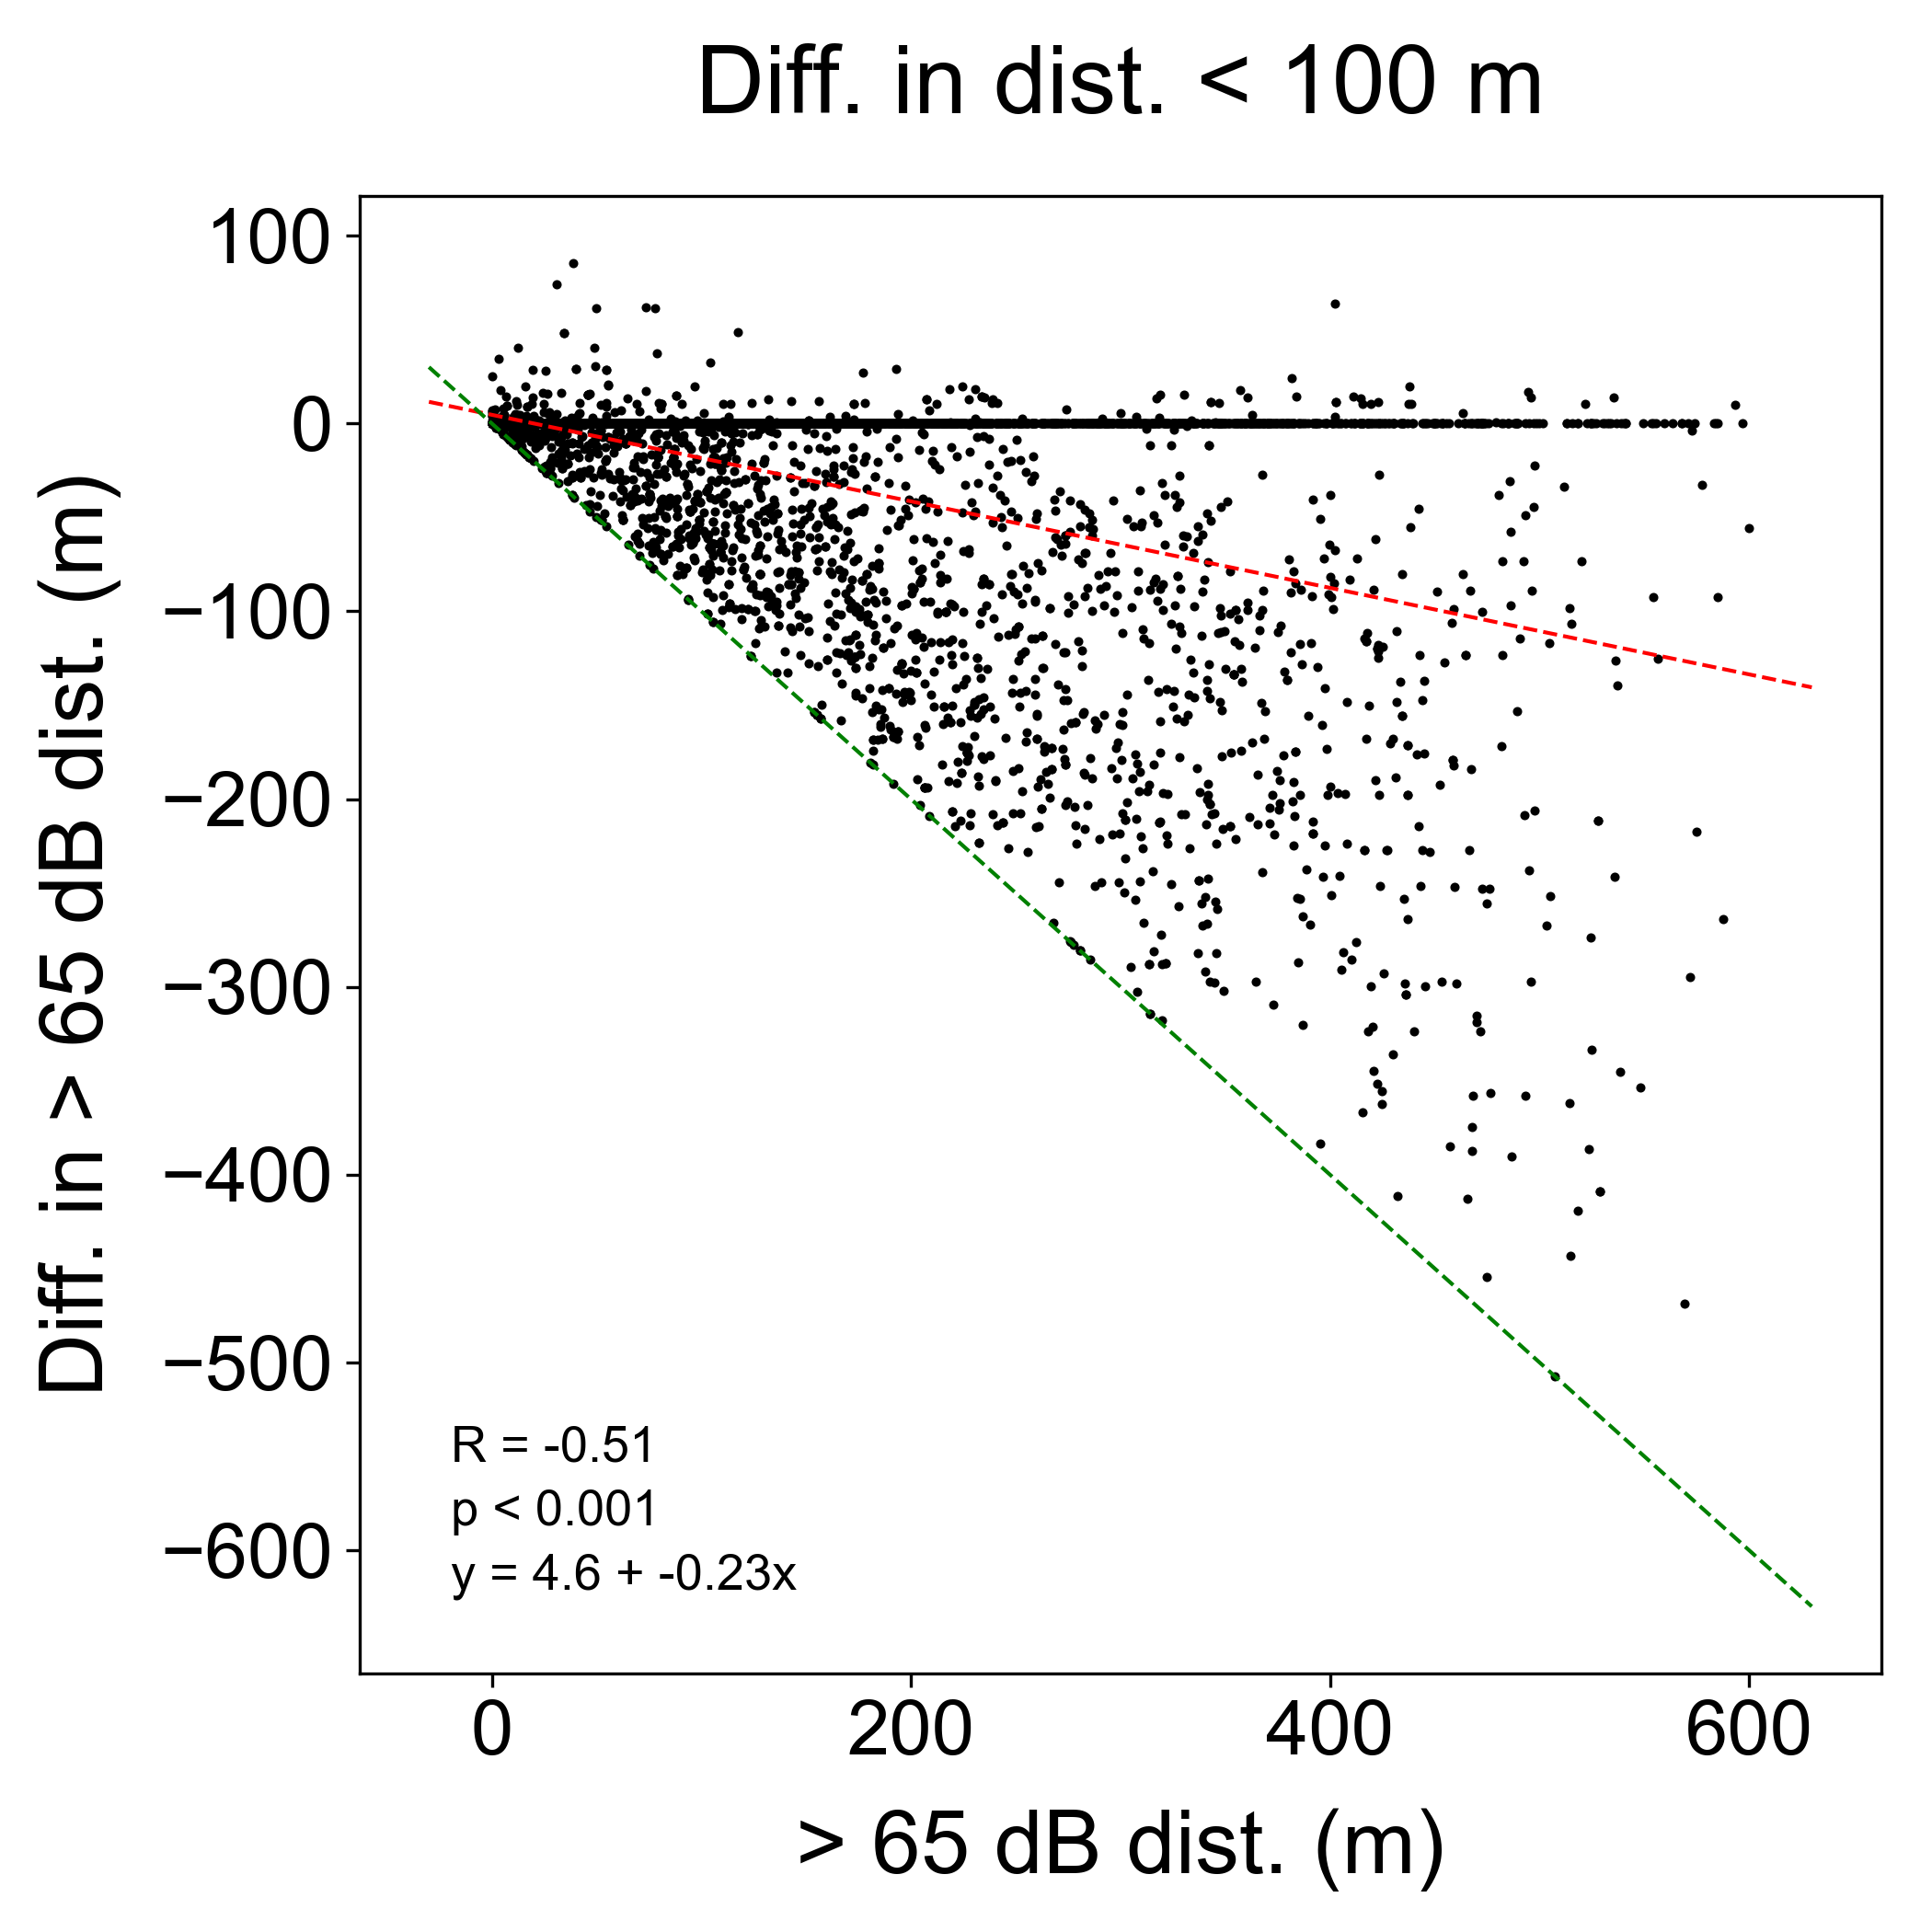 Diff. in dist. < 100 m
Diff. in > 65 dB dist. (m)
100
0
−100
−200
−300
−400
−500
−600
R = -0.51
p < 0.001
y = 4.6 + -0.23x
0 200 400 600
> 65 dB dist. (m)